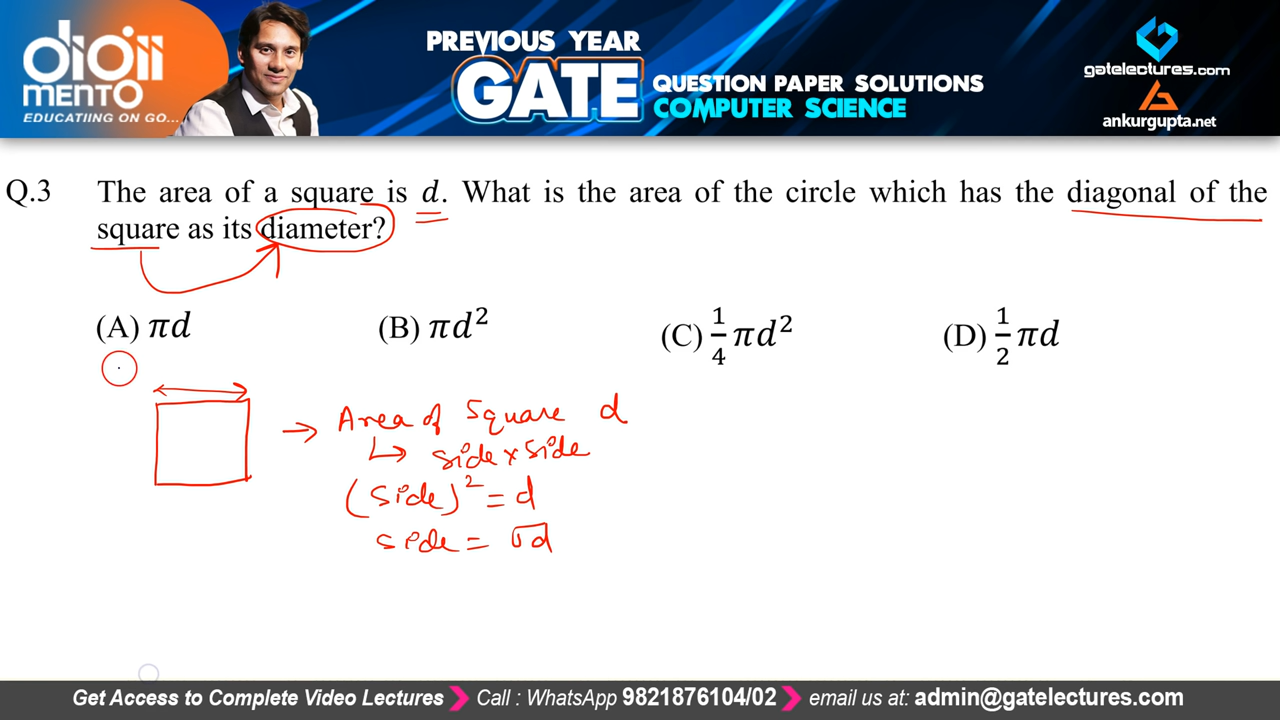 digii
MENTO
EDUCATIING ON GO...
PREVIOUS YEAR
GATE
QUESTION PAPER SOLUTIONS
COMPUTER SCIENCE
gatelectures.com
ankurgupta.net
Q.3 The area of a square is d. What is the area of the circle which has the diagonal of the
square as its diameter?
(A) πd (B) πd² (C) 1/4 πd² (D) 1/2 πd
→ Area of Square d
↳ side × side
(side)² = d
side = √d
Get Access to Complete Video Lectures Call : WhatsApp 9821876104/02 email us at: admin@gatelectures.com